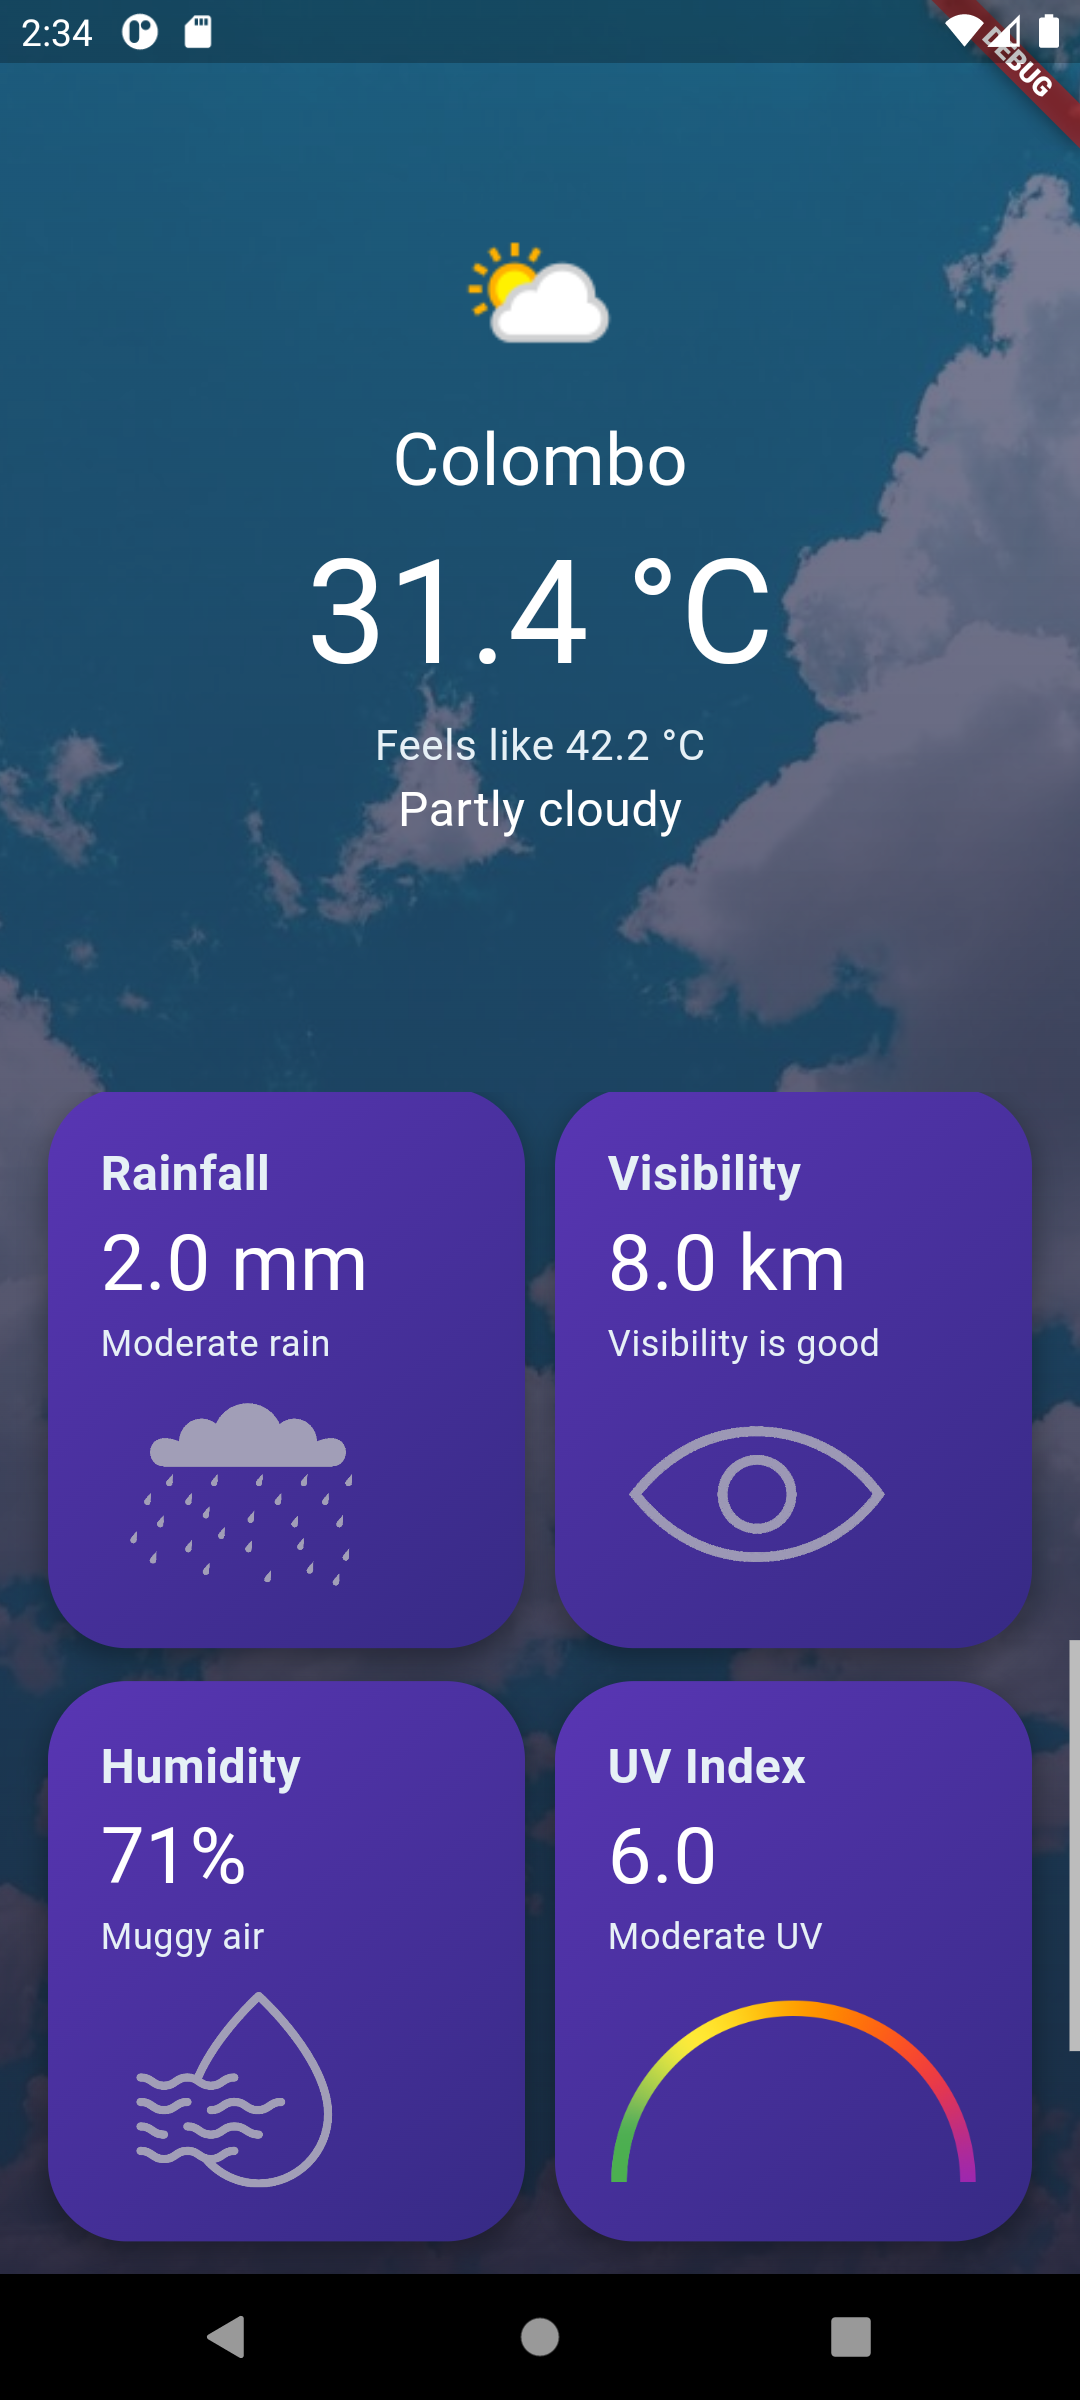 2:34
DEBUG
Colombo
31.4 °C
Feels like 42.2 °C
Partly cloudy
Rainfall
2.0 mm
Moderate rain
Visibility
8.0 km
Visibility is good
Humidity
71%
Muggy air
UV Index
6.0
Moderate UV